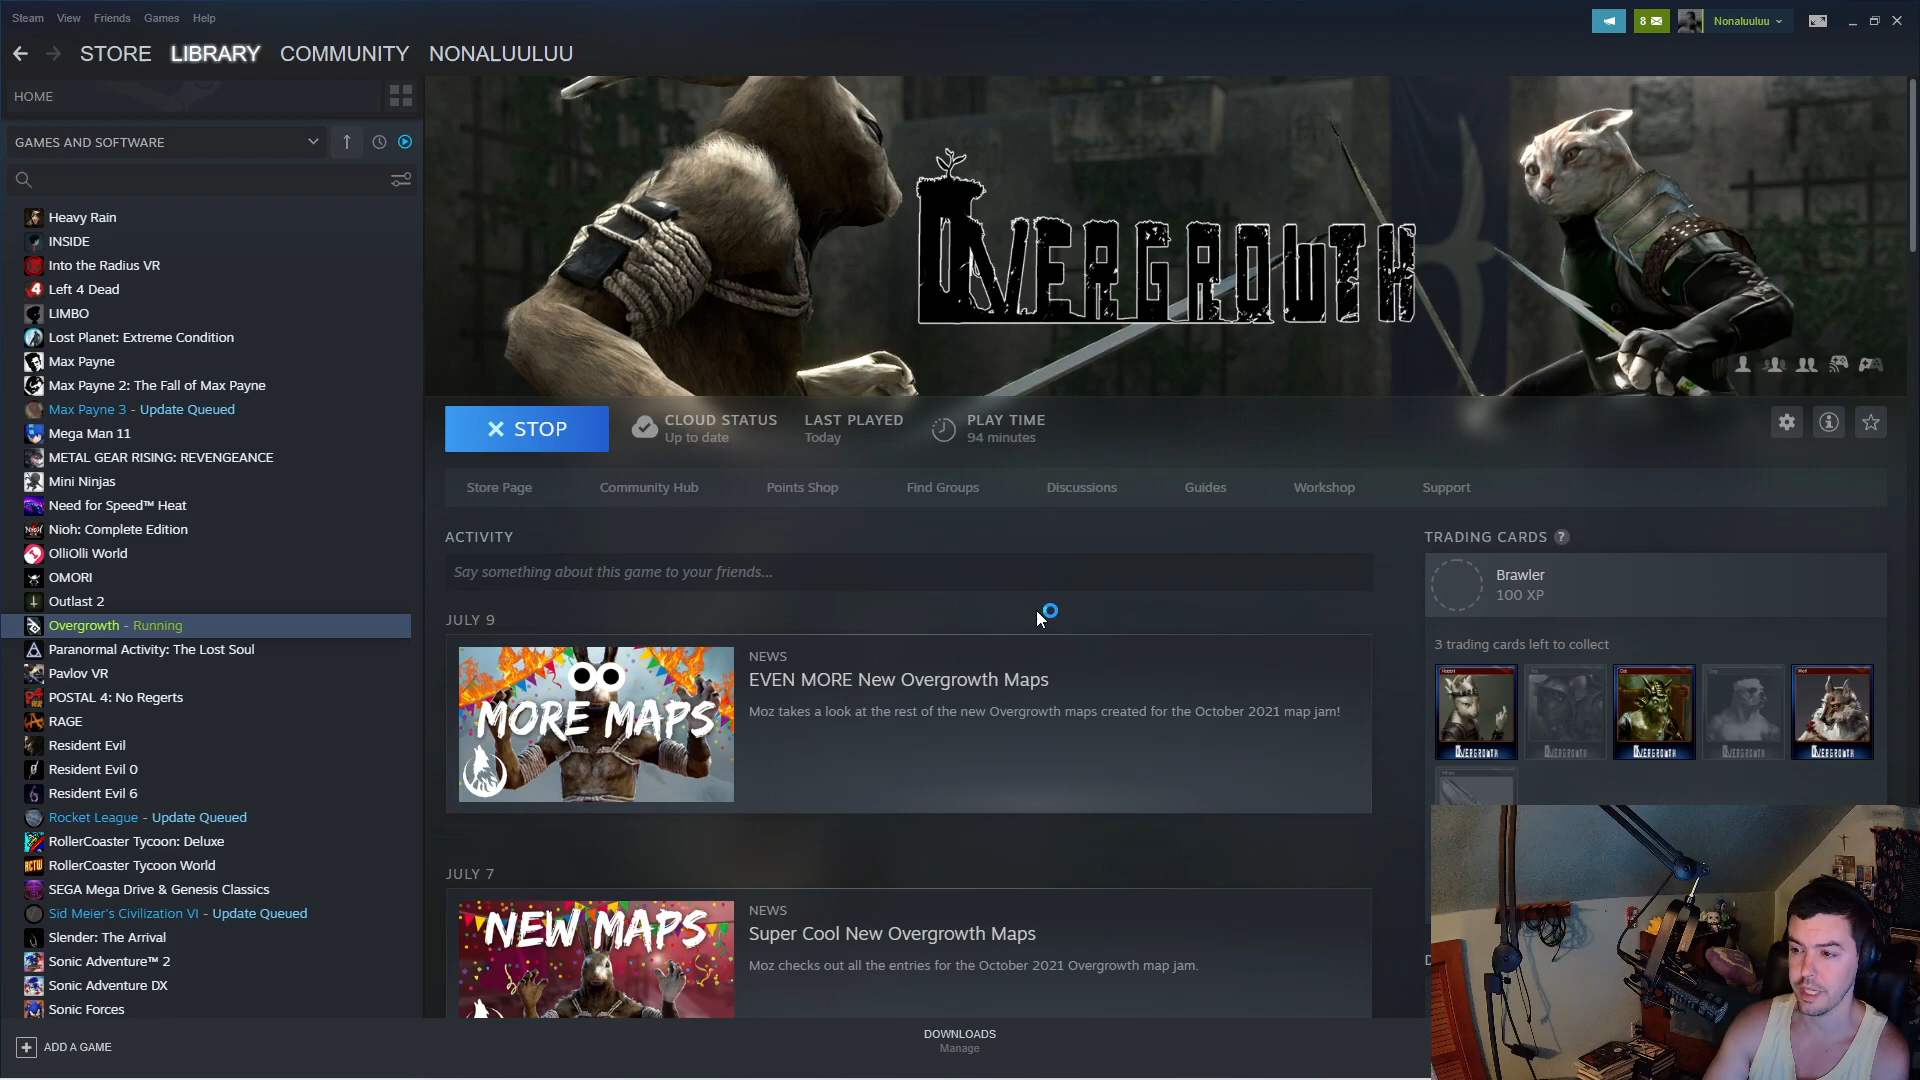 Steam View Friends Games Help
8
Nonaluuluu
STORE LIBRARY COMMUNITY NONALUULUU
HOME
GAMES AND SOFTWARE
Heavy Rain
INSIDE
Into the Radius VR
Left 4 Dead
LIMBO
Lost Planet: Extreme Condition
Max Payne
Max Payne 2: The Fall of Max Payne
Max Payne 3 - Update Queued
Mega Man 11
METAL GEAR RISING: REVENGEANCE
Mini Ninjas
Need for Speed™ Heat
Nioh: Complete Edition
OlliOlli World
OMORI
Outlast 2
Overgrowth - Running
Paranormal Activity: The Lost Soul
Pavlov VR
POSTAL 4: No Regerts
RAGE
Resident Evil
Resident Evil 0
Resident Evil 6
Rocket League - Update Queued
RollerCoaster Tycoon: Deluxe
RollerCoaster Tycoon World
SEGA Mega Drive & Genesis Classics
Sid Meier's Civilization VI - Update Queued
Slender: The Arrival
Sonic Adventure™ 2
Sonic Adventure DX
Sonic Forces
ADD A GAME
OVERGROWTH
STOP
CLOUD STATUS
Up to date
LAST PLAYED
Today
PLAY TIME
94 minutes
Store Page Community Hub Points Shop Find Groups Discussions Guides Workshop Support
ACTIVITY
Say something about this game to your friends...
JULY 9
MORE MAPS
NEWS
EVEN MORE New Overgrowth Maps
Moz takes a look at the rest of the new Overgrowth maps created for the October 2021 map jam!
JULY 7
NEW MAPS
NEWS
Super Cool New Overgrowth Maps
Moz checks out all the entries for the October 2021 Overgrowth map jam.
TRADING CARDS ?
Brawler
100 XP
3 trading cards left to collect
OVERGROWTH OVERGROWTH OVERGROWTH OVERGROWTH OVERGROWTH
DOWNLOADS
Manage